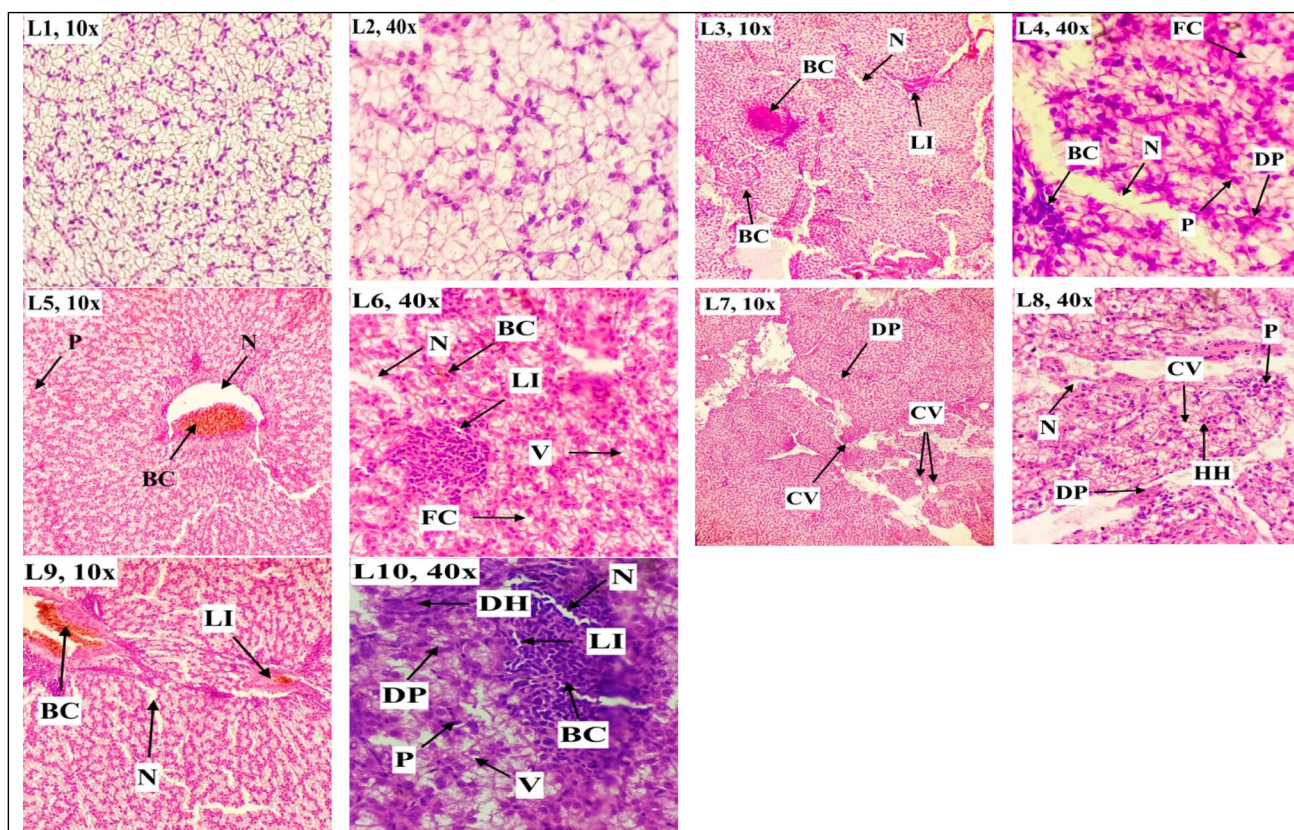 L1, 10x
L2, 40x
L3, 10x
N
BC
LI
BC
L4, 40x
FC
BC
N
DP
P
L5, 10x
P
N
BC
L6, 40x
N
BC
LI
V
FC
L7, 10x
DP
CV
CV
L8, 40x
P
CV
N
HH
DP
L9, 10x
LI
BC
N
L10, 40x
N
DH
LI
DP
BC
P
V